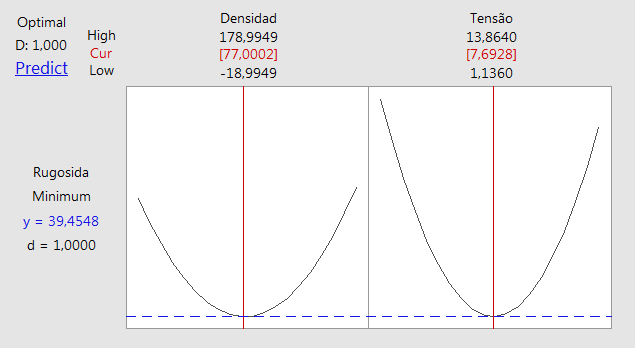 Optimal
D: 1,000
Predict
High
Cur
Low
Densidad
178,9949
[77,0002]
-18,9949
Tensão
13,8640
[7,6928]
1,1360
Rugosida
Minimum
y = 39,4548
d = 1,0000